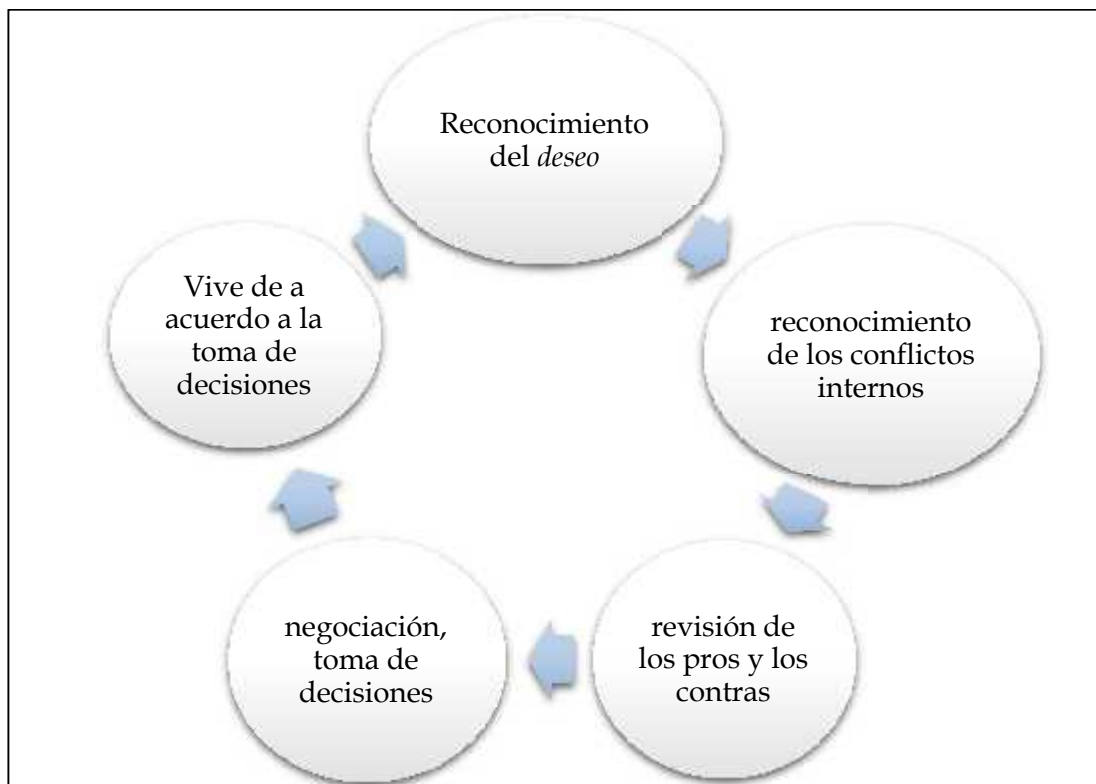 Reconocimiento
del deseo
reconocimiento
de los conflictos
internos
revisión de
los pros y los
contras
negociación,
toma de
decisiones
Vive de a
acuerdo a la
toma de
decisiones